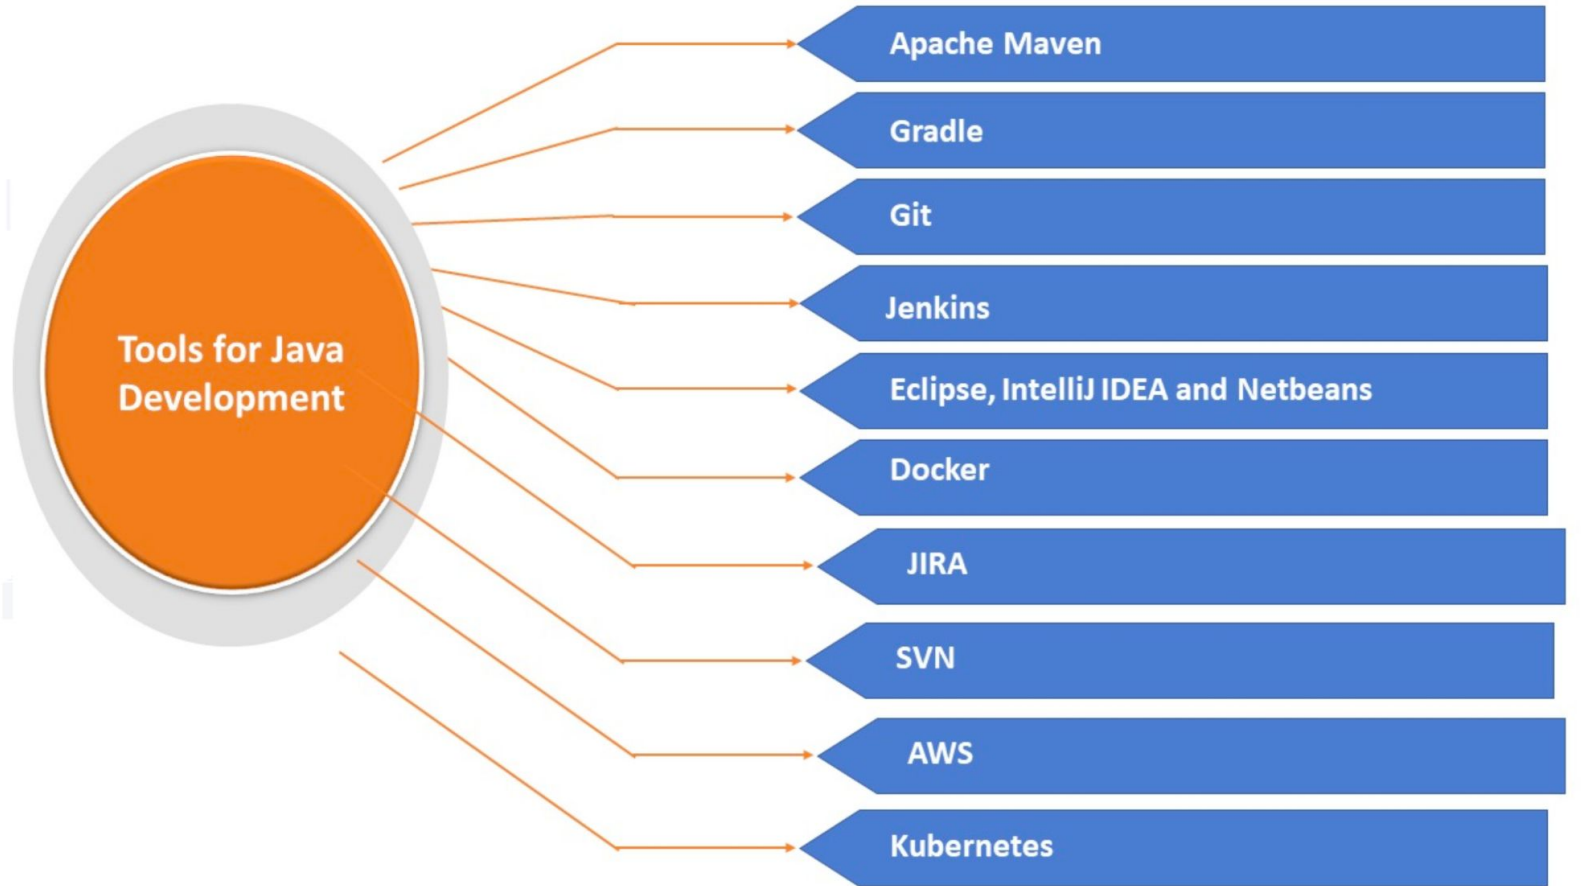 Tools for Java
Development
Apache Maven
Gradle
Git
Jenkins
Eclipse, IntelliJ IDEA and Netbeans
Docker
JIRA
SVN
AWS
Kubernetes